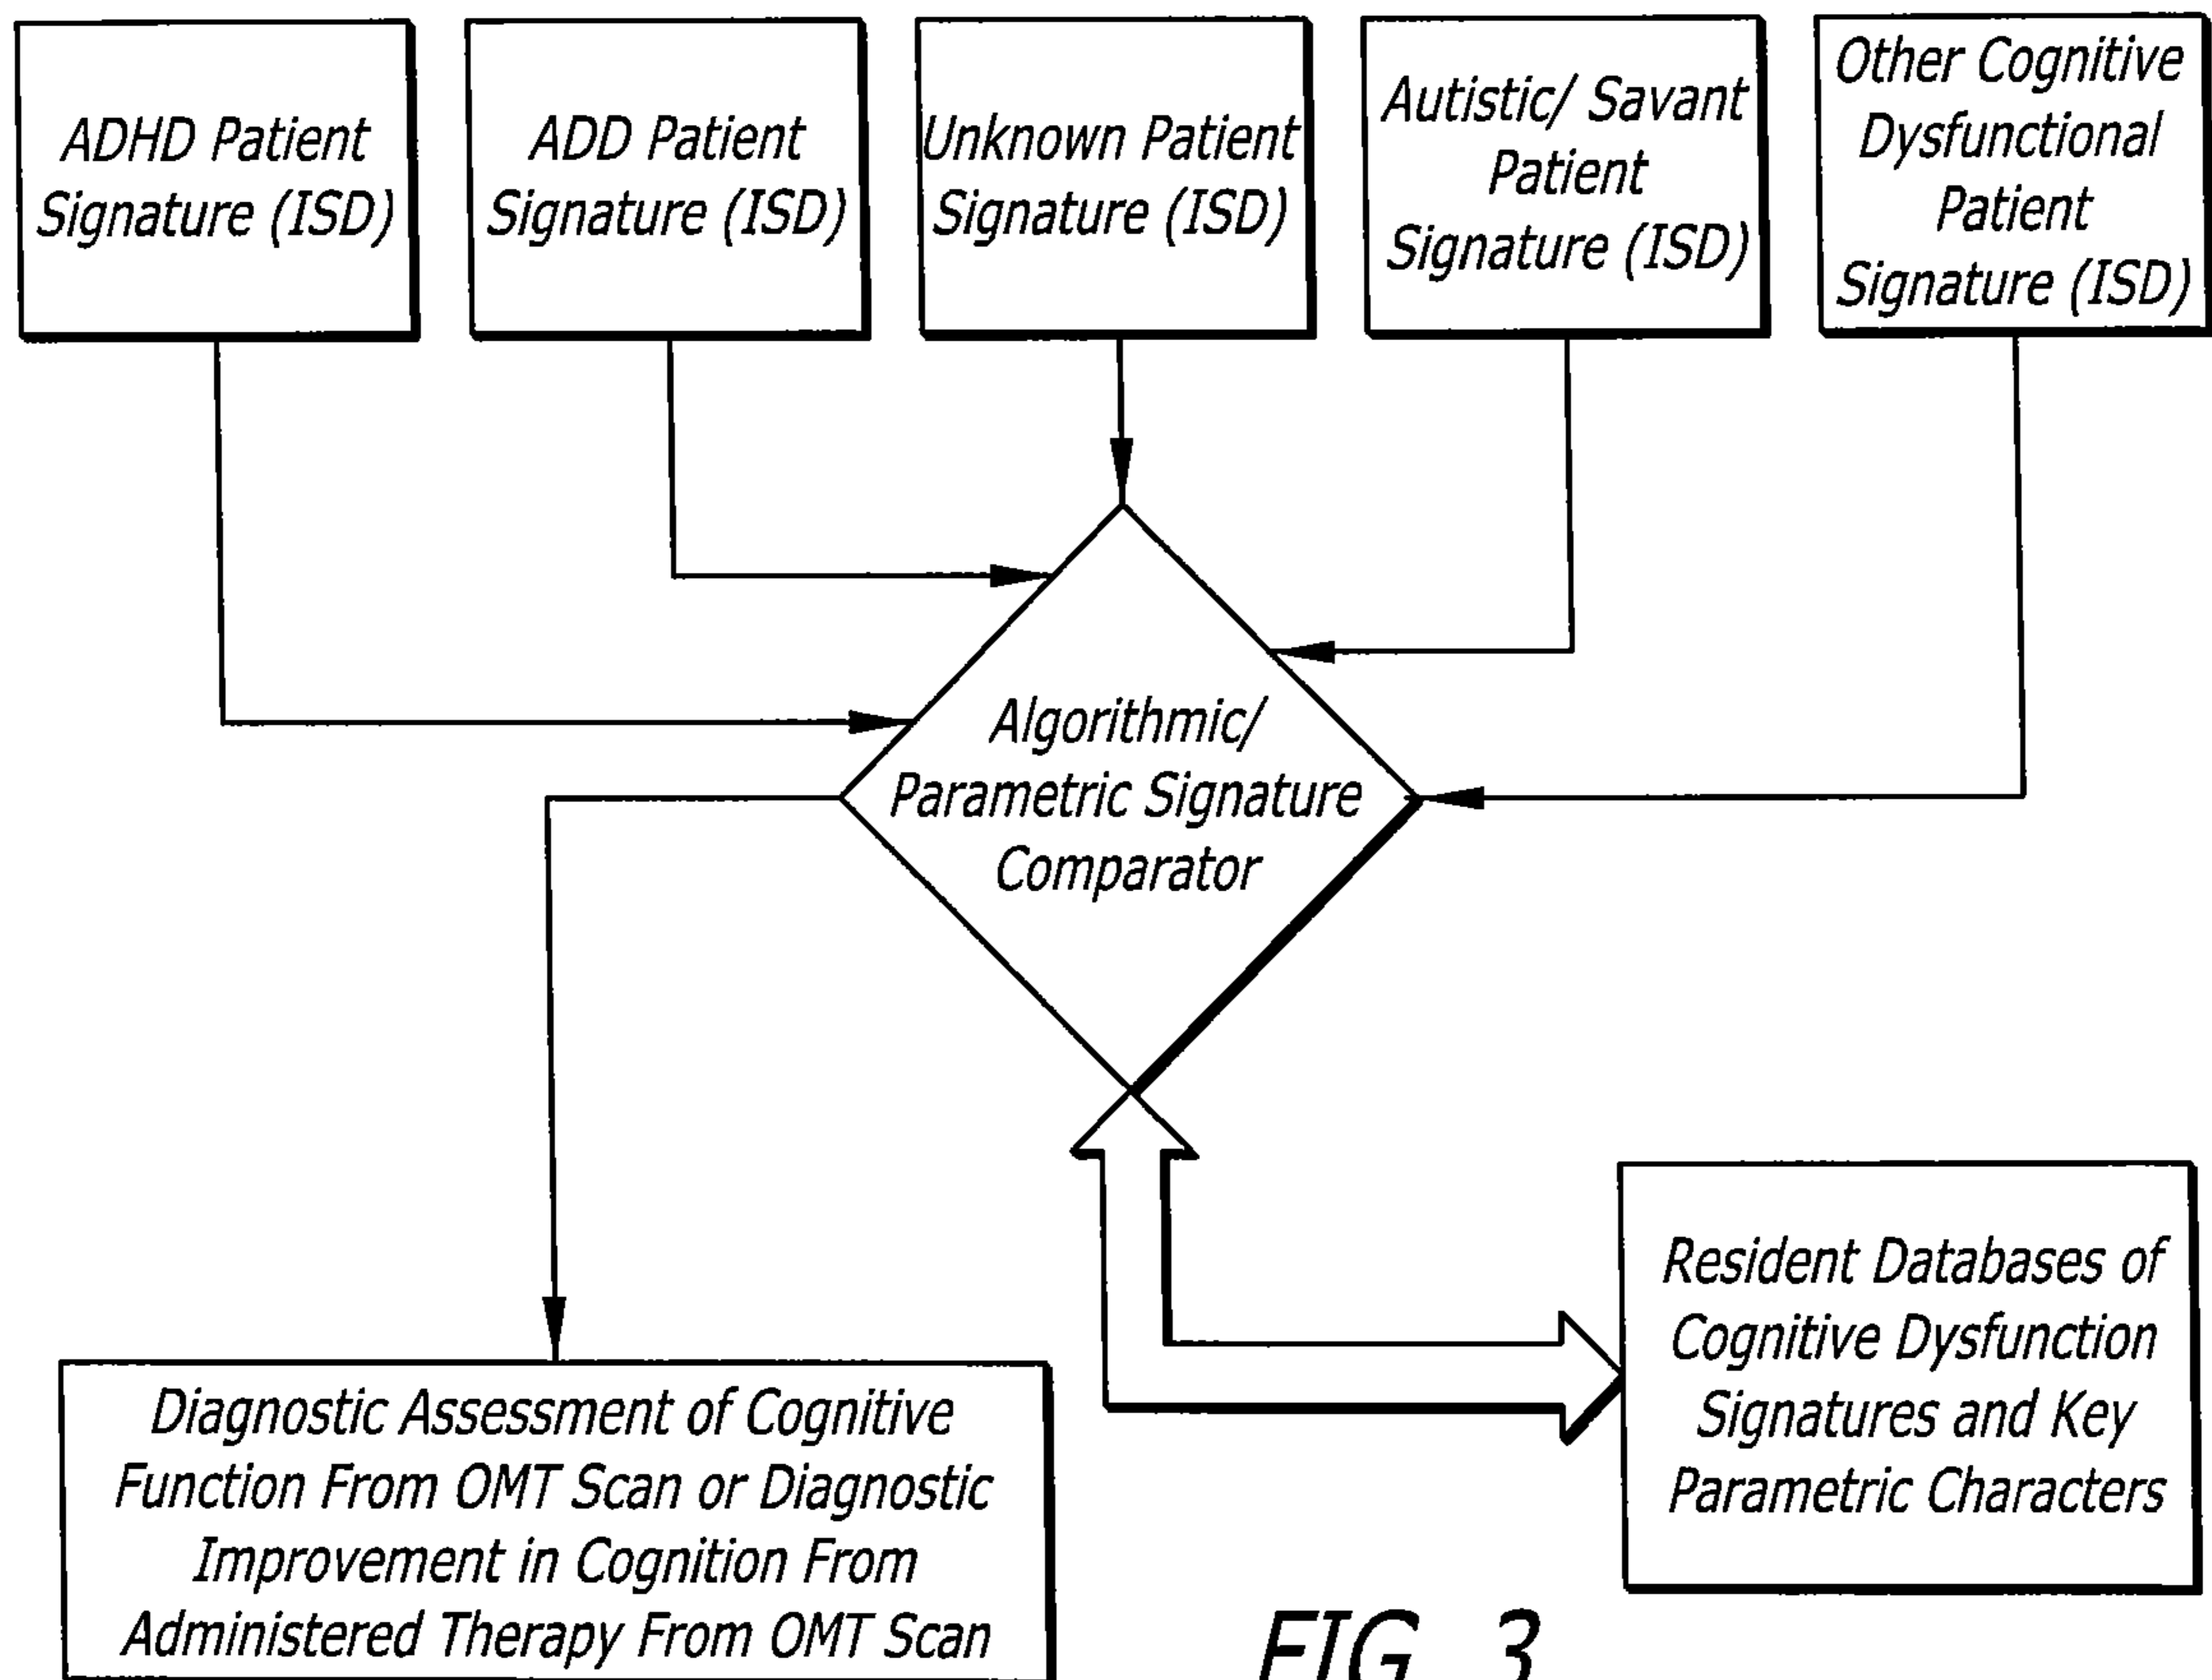 ADHD Patient
Signature (ISD)
ADD Patient
Signature (ISD)
Unknown Patient
Signature (ISD)
Autistic/ Savant
Patient
Signature (ISD)
Other Cognitive
Dysfunctional
Patient
Signature (ISD)
Algorithmic/
Parametric Signature
Comparator
Resident Databases of
Cognitive Dysfunction
Signatures and Key
Parametric Characters
Diagnostic Assessment of Cognitive
Function From OMT Scan or Diagnostic
Improvement in Cognition From
Administered Therapy From OMT Scan
FIG 3